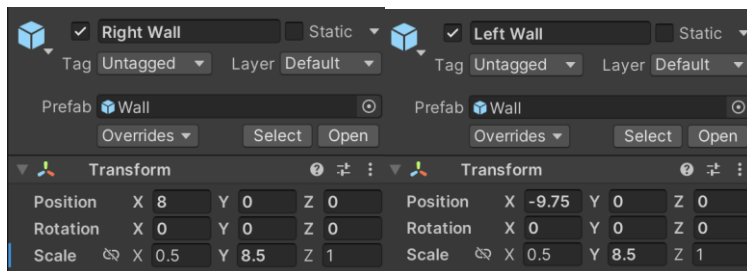 Right Wall Static
Tag Untagged Layer Default
Prefab Wall
Overrides Select Open
Transform
Position X 8 Y 0 Z 0
Rotation X 0 Y 0 Z 0
Scale X 0.5 Y 8.5 Z 1
Left Wall Static
Tag Untagged Layer Default
Prefab Wall
Overrides Select Open
Transform
Position X -9.75 Y 0 Z 0
Rotation X 0 Y 0 Z 0
Scale X 0.5 Y 8.5 Z 1